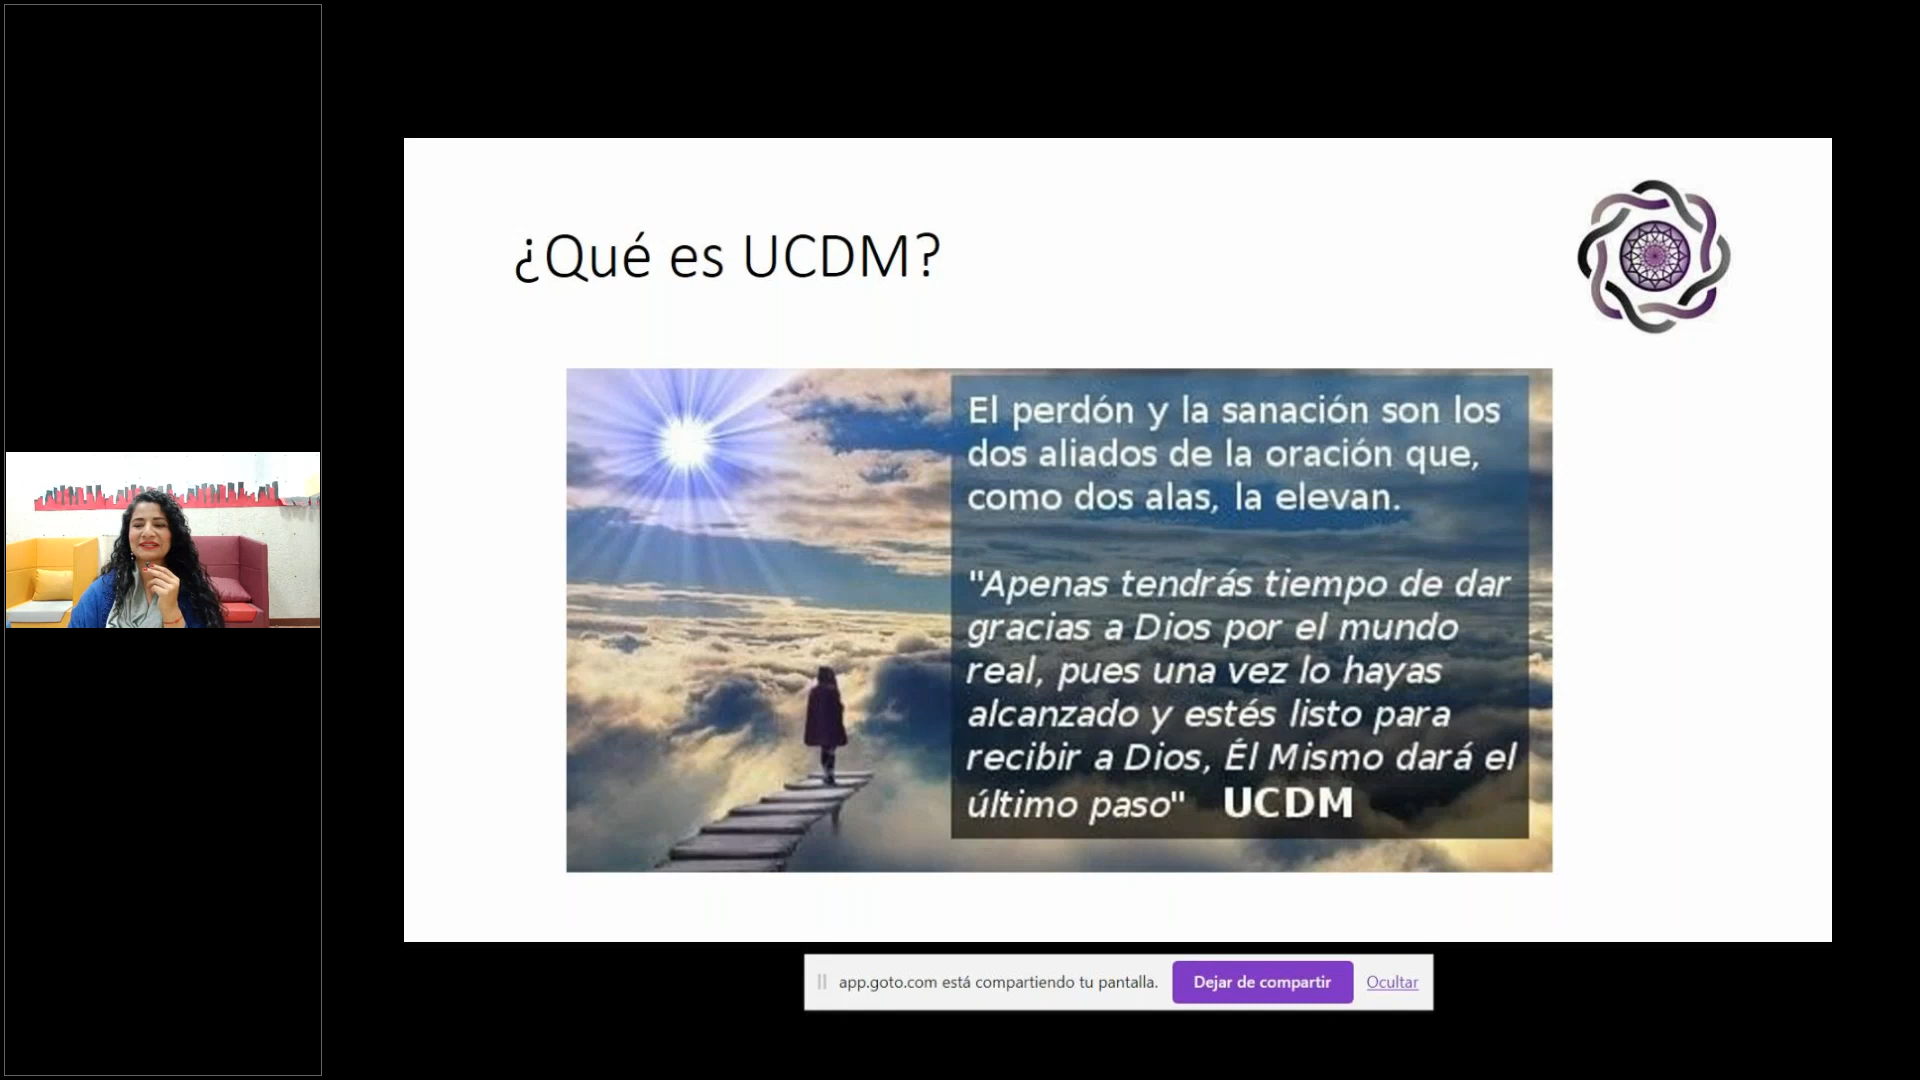 ¿Qué es UCDM?
El perdón y la sanación son los
dos aliados de la oración que,
como dos alas, la elevan.
"Apenas tendrás tiempo de dar
gracias a Dios por el mundo
real, pues una vez lo hayas
alcanzado y estés listo para
recibir a Dios, Él Mismo dará el
último paso" UCDM
app.goto.com está compartiendo tu pantalla. Dejar de compartir Ocultar